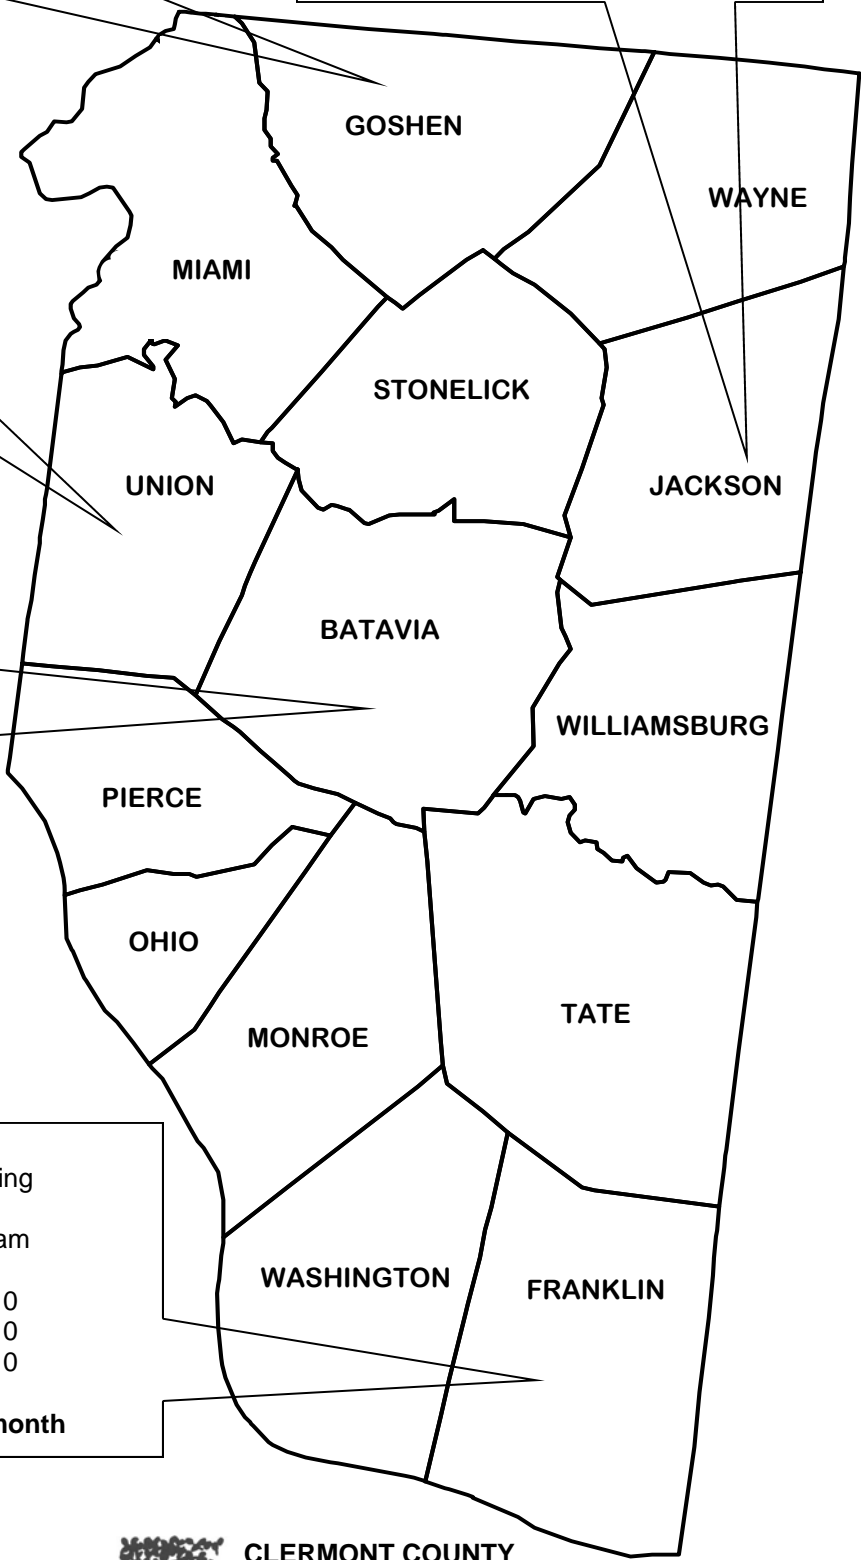 GOSHEN
WAYNE
MIAMI
STONELICK
UNION
JACKSON
BATAVIA
WILLIAMSBURG
PIERCE
OHIO
TATE
MONROE
ing
am
0
0
0
month
WASHINGTON
FRANKLIN
CLERMONT COUNTY